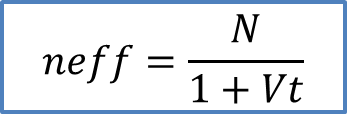 neff = N / (1 + Vt)